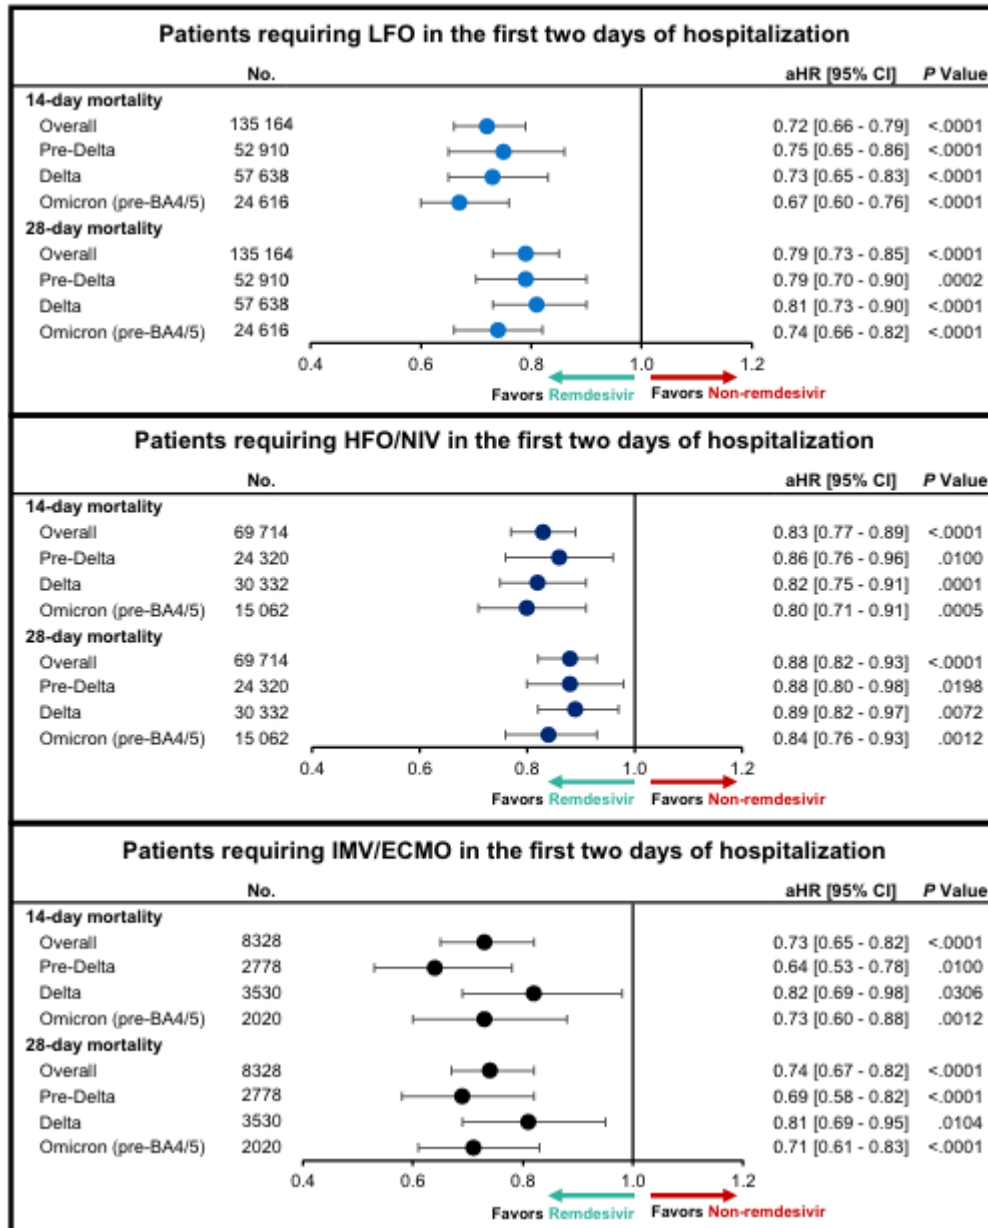 Patients requiring LFO in the first two days of hospitalization
No. aHR [95% CI] P Value
14-day mortality
Overall 135 164 0.72 [0.66 - 0.79] <.0001
Pre-Delta 52 910 0.75 [0.65 - 0.86] <.0001
Delta 57 638 0.73 [0.65 - 0.83] <.0001
Omicron (pre-BA4/5) 24 616 0.67 [0.60 - 0.76] <.0001
28-day mortality
Overall 135 164 0.79 [0.73 - 0.85] <.0001
Pre-Delta 52 910 0.79 [0.70 - 0.90] .0002
Delta 57 638 0.81 [0.73 - 0.90] <.0001
Omicron (pre-BA4/5) 24 616 0.74 [0.66 - 0.82] <.0001
0.4 0.6 0.8 1.0 1.2
Favors Remdesivir Favors Non-remdesivir
Patients requiring HFO/NIV in the first two days of hospitalization
No. aHR [95% CI] P Value
14-day mortality
Overall 69 714 0.83 [0.77 - 0.89] <.0001
Pre-Delta 24 320 0.86 [0.76 - 0.96] .0100
Delta 30 332 0.82 [0.75 - 0.91] .0001
Omicron (pre-BA4/5) 15 062 0.80 [0.71 - 0.91] .0005
28-day mortality
Overall 69 714 0.88 [0.82 - 0.93] <.0001
Pre-Delta 24 320 0.88 [0.80 - 0.98] .0198
Delta 30 332 0.89 [0.82 - 0.97] .0072
Omicron (pre-BA4/5) 15 062 0.84 [0.76 - 0.93] .0012
0.4 0.6 0.8 1.0 1.2
Favors Remdesivir Favors Non-remdesivir
Patients requiring IMV/ECMO in the first two days of hospitalization
No. aHR [95% CI] P Value
14-day mortality
Overall 8328 0.73 [0.65 - 0.82] <.0001
Pre-Delta 2778 0.64 [0.53 - 0.78] .0100
Delta 3530 0.82 [0.69 - 0.98] .0306
Omicron (pre-BA4/5) 2020 0.73 [0.60 - 0.88] .0012
28-day mortality
Overall 8328 0.74 [0.67 - 0.82] <.0001
Pre-Delta 2778 0.69 [0.58 - 0.82] <.0001
Delta 3530 0.81 [0.69 - 0.95] .0104
Omicron (pre-BA4/5) 2020 0.71 [0.61 - 0.83] <.0001
0.4 0.6 0.8 1.0 1.2
Favors Remdesivir Favors Non-remdesivir